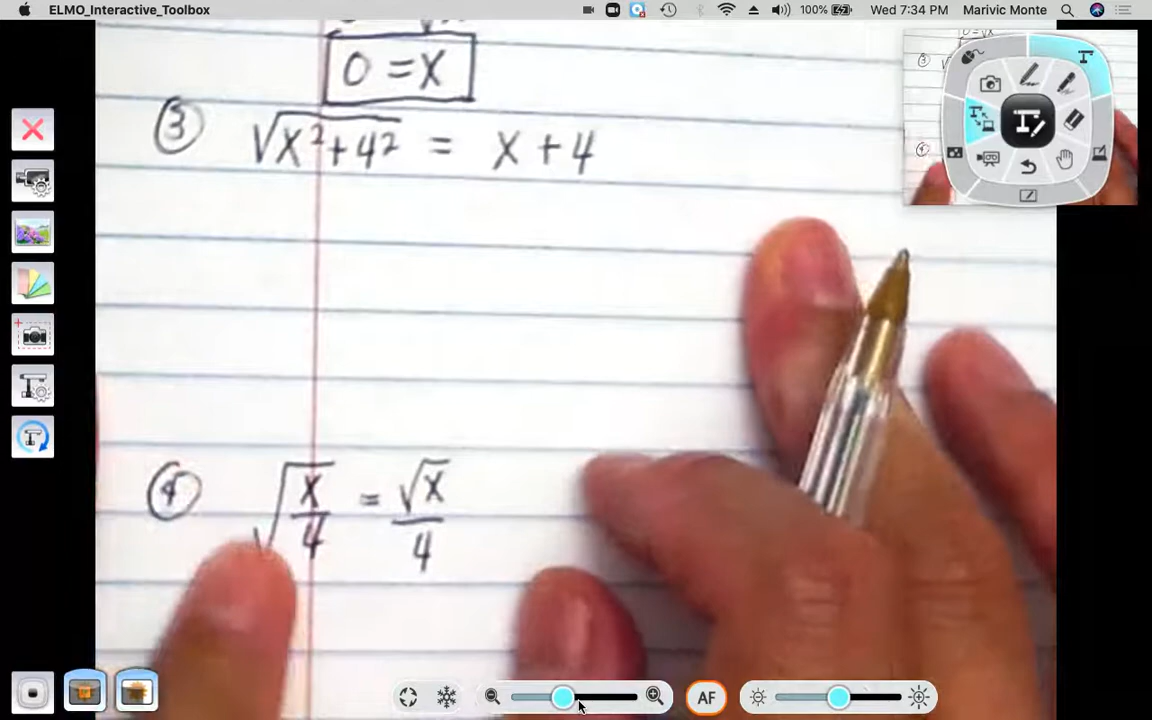 ELMO_Interactive_Toolbox 100% Wed 7:34 PM Marivic Monte
0 = x
③ √x²+4² = x + 4
④ √x/4 = √x/4
AF